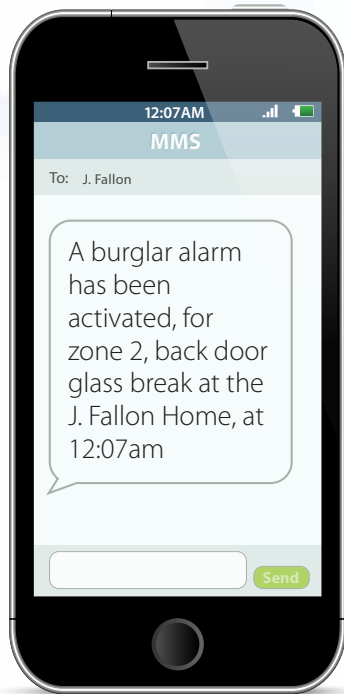 12:07AM
MMS
To: J. Fallon
A burglar alarm
has been
activated, for
zone 2, back door
glass break at the
J. Fallon Home, at
12:07am
Send